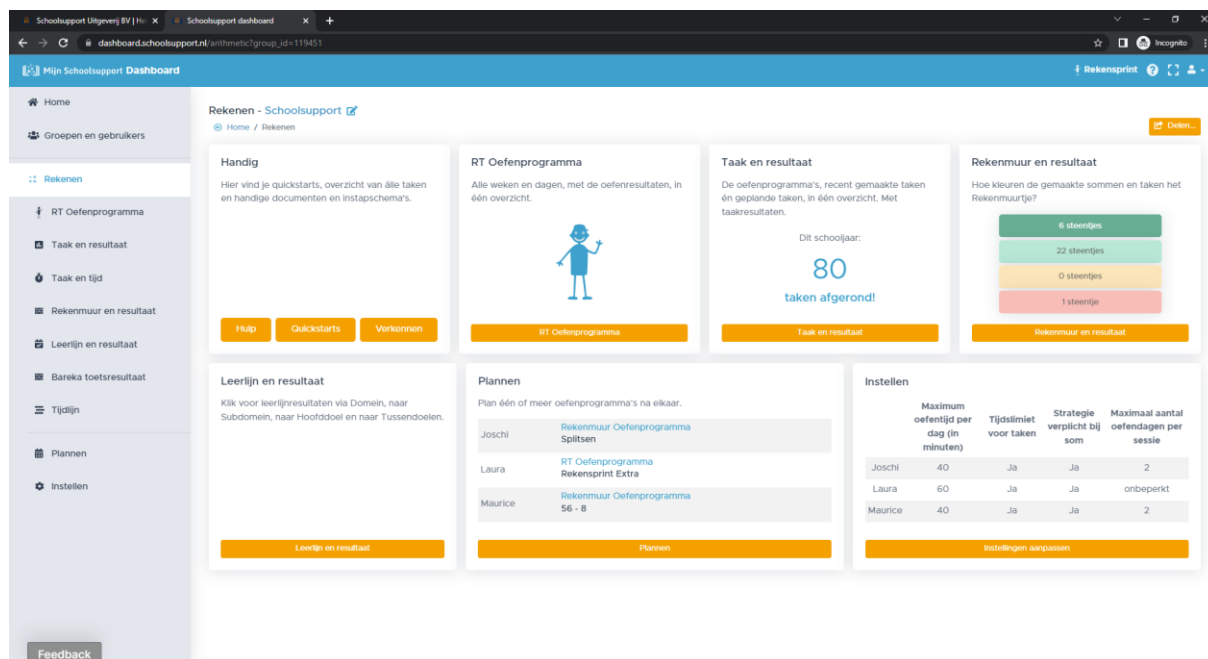 Schoolsupport Uitgeverij BV | He
Schoolsupport dashboard
dashboard.schoolsupport.nl/arithmetic?group_id=119451
Incognito
Mijn Schoolsupport Dashboard
Rekensprint
Home
Groepen en gebruikers
Rekenen
RT Oefenprogramma
Taak en resultaat
Taak en tijd
Rekenmuur en resultaat
Leerlijn en resultaat
Bareka toetsresultaat
Tijdlijn
Plannen
Instellen
Feedback
Rekenen - Schoolsupport
Home / Rekenen
Delen...
Handig
Hier vind je quickstarts, overzicht van álle taken
en handige documenten en instapschema's.
Hulp
Quickstarts
Verkennen
RT Oefenprogramma
Alle weken en dagen, met de oefenresultaten, in
één overzicht.
RT Oefenprogramma
Taak en resultaat
De oefenprogramma's, recent gemaakte taken
én geplande taken, in één overzicht. Met
taakresultaten.
Dit schooljaar:
80
taken afgerond!
Taak en resultaat
Rekenmuur en resultaat
Hoe kleuren de gemaakte sommen en taken het
Rekenmuurtje?
6 steentjes
22 steentjes
0 steentjes
1 steentje
Rekenmuur en resultaat
Leerlijn en resultaat
Klik voor leerlijnresultaten via Domein, naar
Subdomein, naar Hoofddoel en naar Tussendoelen.
Leerlijn en resultaat
Plannen
Plan één of meer oefenprogramma's na elkaar.
Joschi Rekenmuur Oefenprogramma
Splitsen
Laura RT Oefenprogramma
Rekensprint Extra
Maurice Rekenmuur Oefenprogramma
56 - 8
Plannen
Instellen
Maximum
oefentijd per
dag (in
minuten)
Tijdslimiet
voor taken
Strategie
verplicht bij
som
Maximaal aantal
oefendagen per
sessie
Joschi 40 Ja Ja 2
Laura 60 Ja Ja onbeperkt
Maurice 40 Ja Ja 2
Instellingen aanpassen